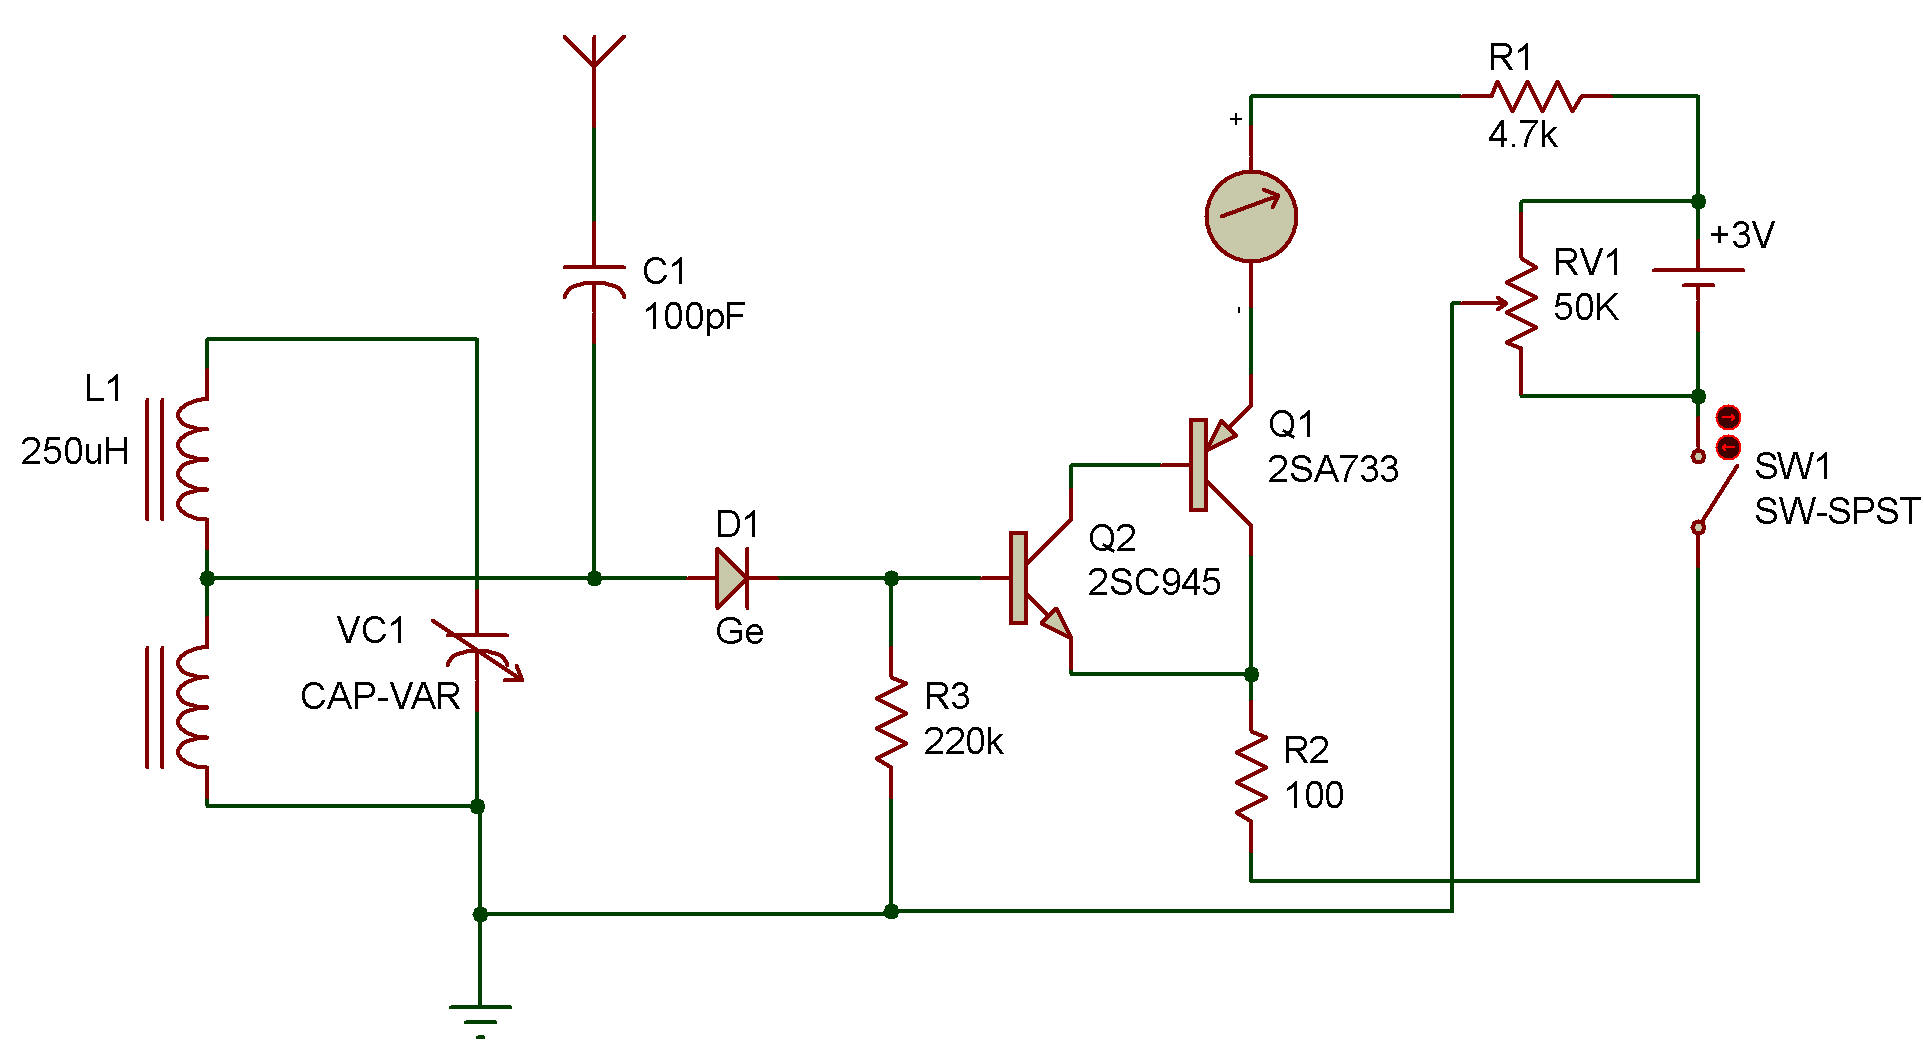 R1
4.7k
+
+3V
RV1
50K
C1
100pF
-
L1
250uH
Q1
2SA733
SW1
SW-SPST
D1
Ge
Q2
2SC945
VC1
CAP-VAR
R3
220k
R2
100